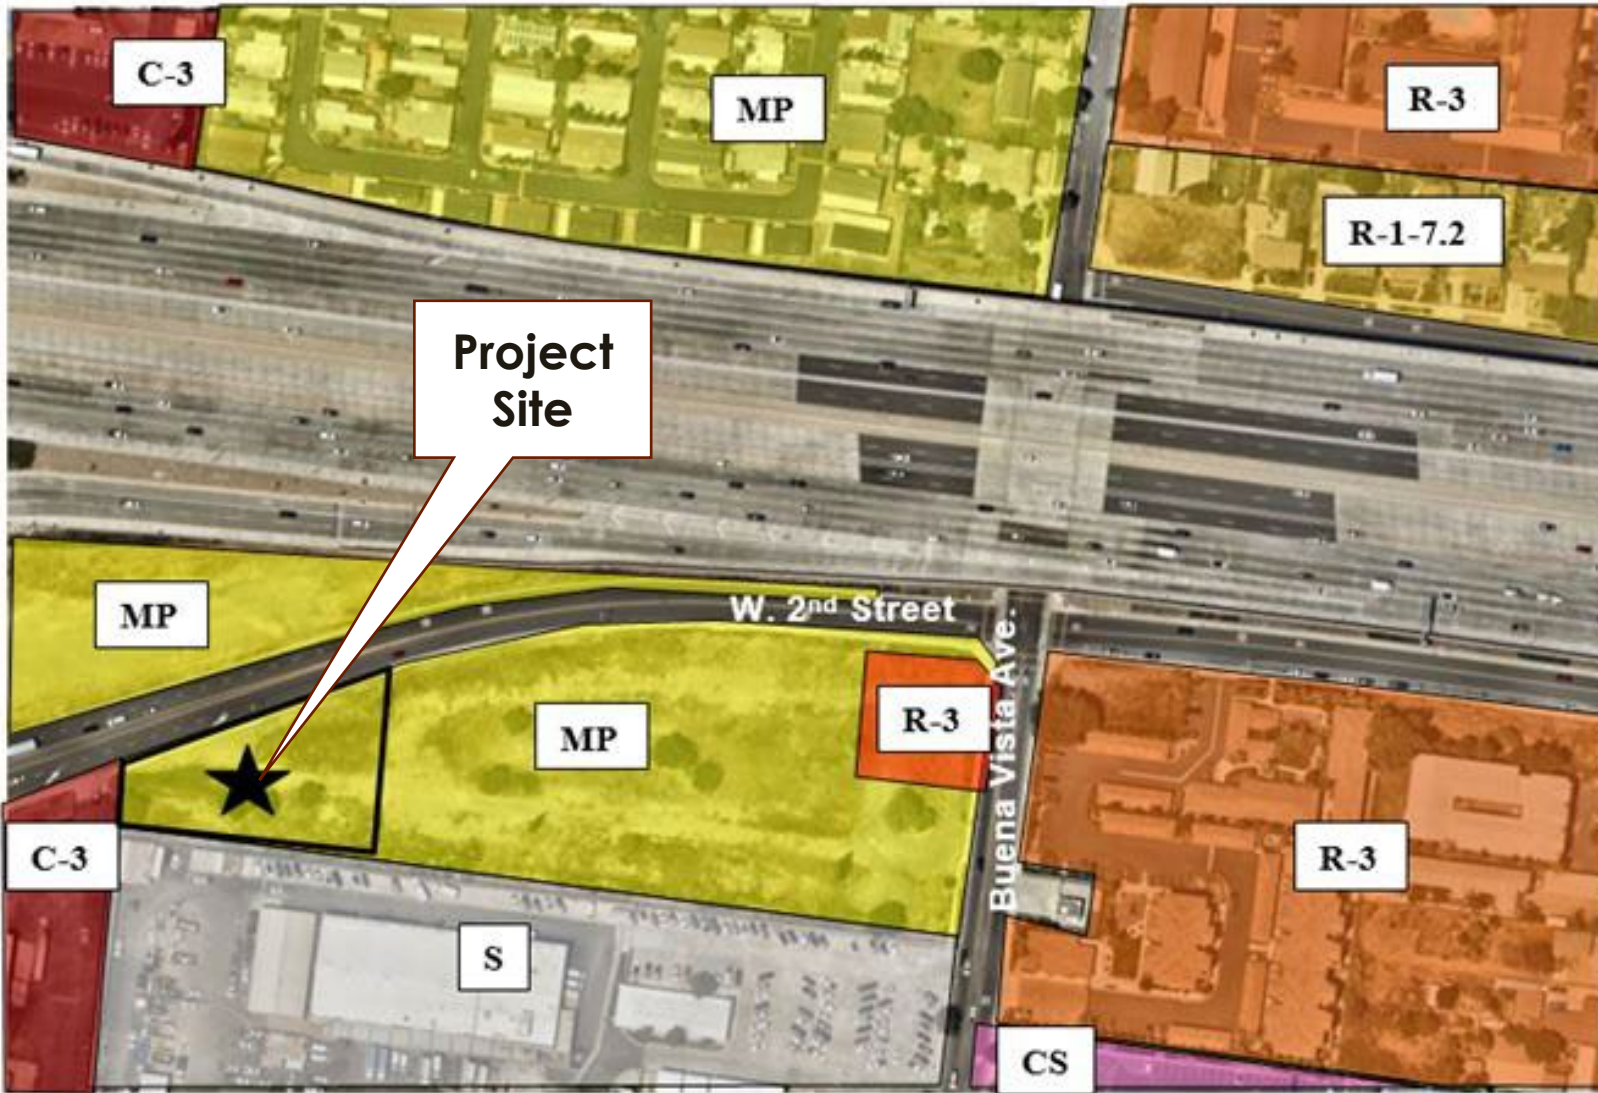 C-3
MP
R-3
R-1-7.2
Project
Site
MP
W. 2nd Street
Buena Vista Ave.
MP
R-3
C-3
R-3
S
CS